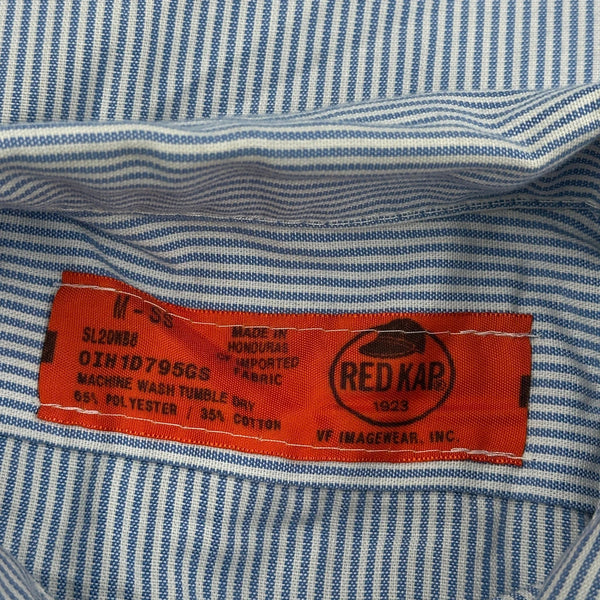 M - SS
SL20WB8
0IH1D795GS
MACHINE WASH TUMBLE DRY
65% POLYESTER / 35% COTTON
MADE IN
HONDURAS
OF IMPORTED
FABRIC
RED KAP®
1923
VF IMAGEWEAR, INC.